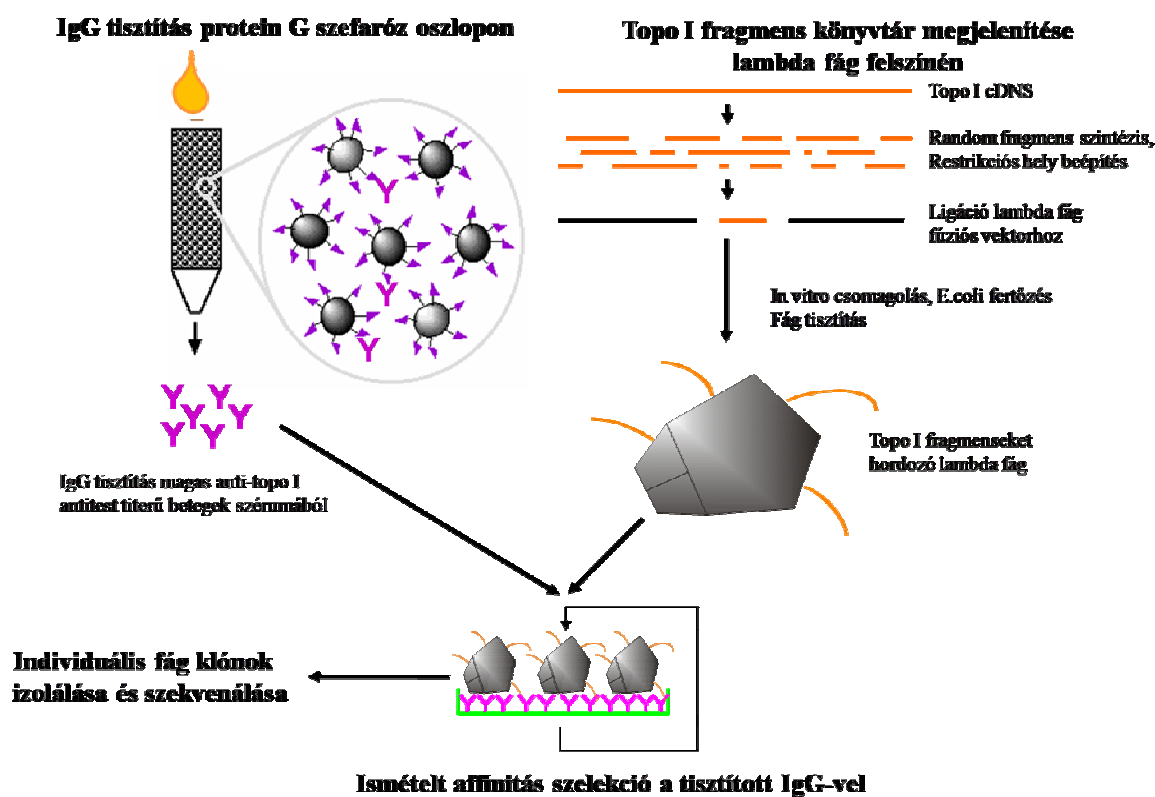 IgG tisztítás protein G szefaróz oszlopon
Topo I fragmens könyvtár megjelenítése
lambda fág felszínén
Topo I cDNS
Random fragmens szintézis,
Restrikciós hely beépítés
Ligáció lambda fág
fúziós vektorhoz
In vitro csomagolás, E.coli fertőzés
Fág tisztítás
Topo I fragmenseket
hordozó lambda fág
IgG tisztítás magas anti-topo I
antitest titerű betegek szérumából
Individuális fág klónok
izolálása és szekvenálása
Ismételt affinitás szelekció a tisztított IgG-vel